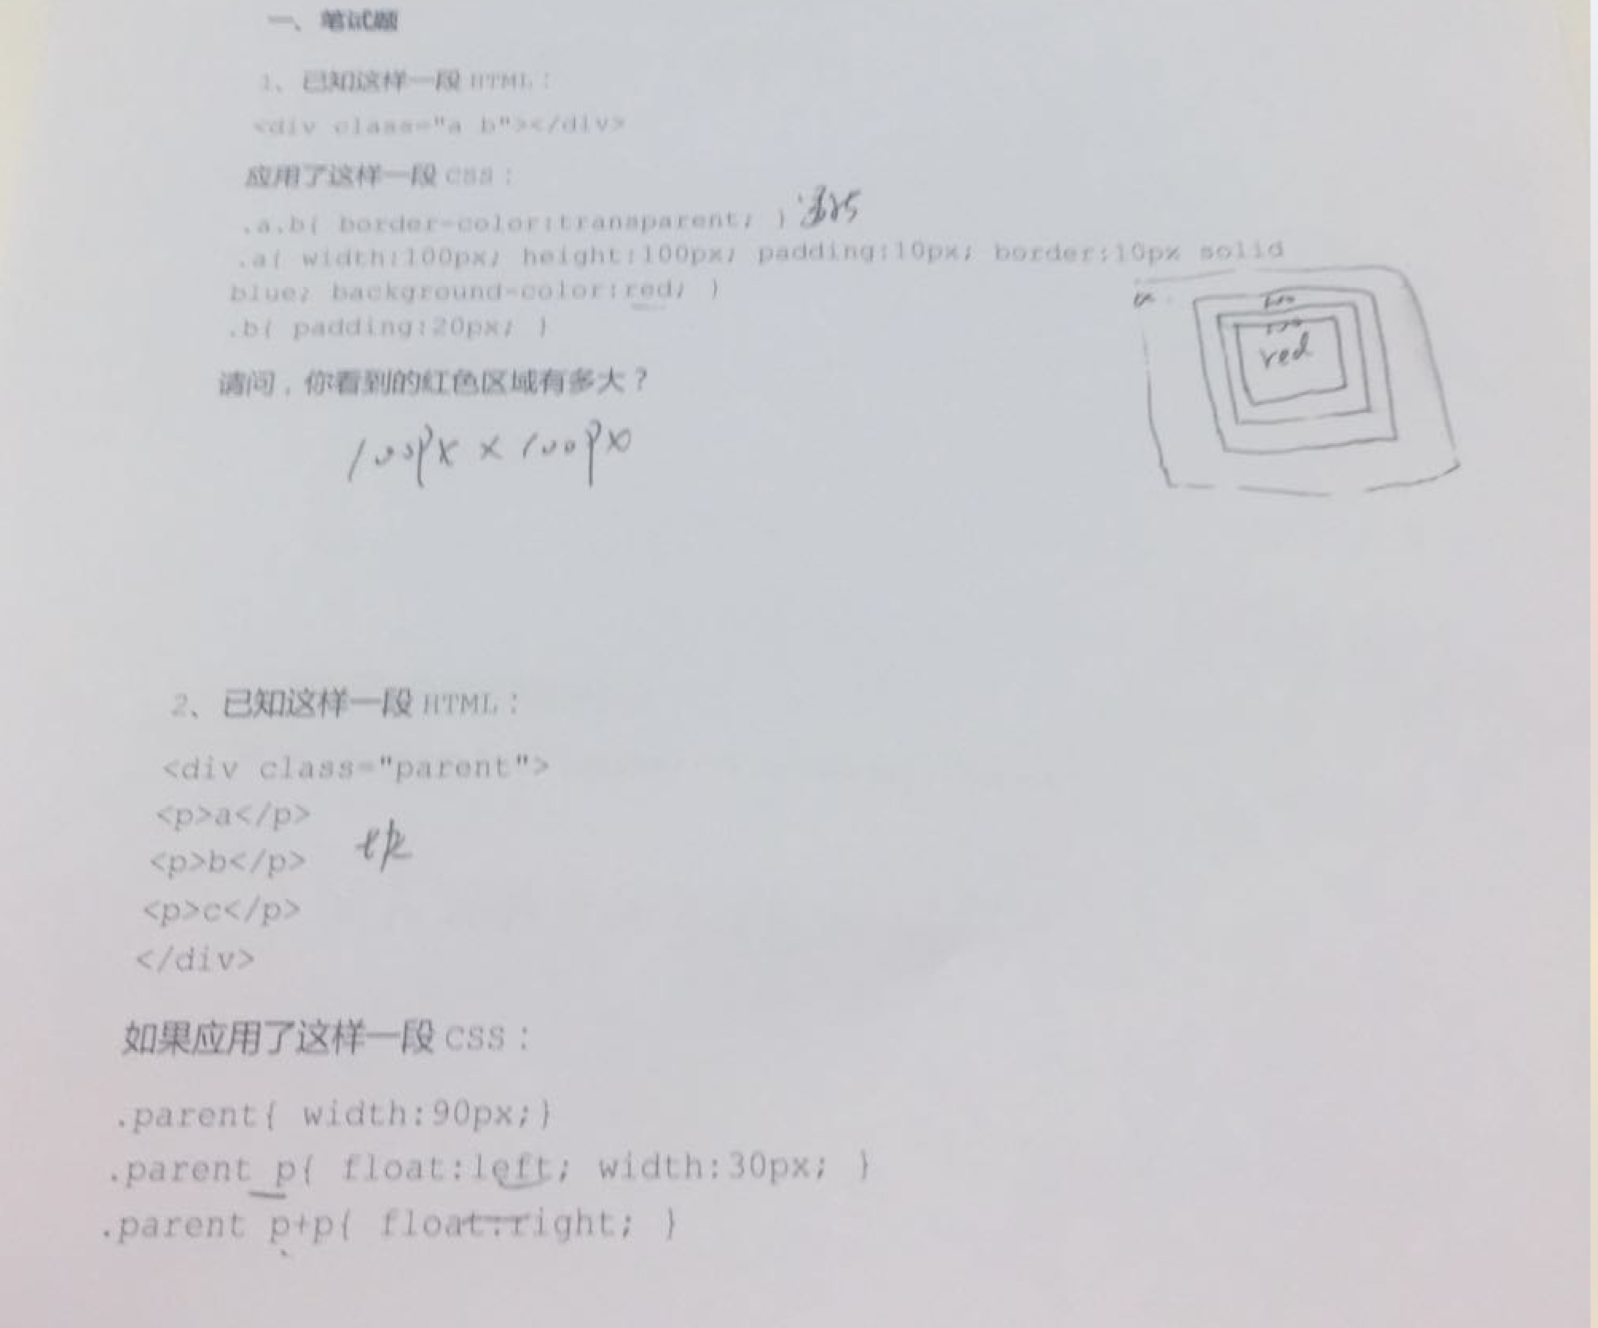 一、笔试题
1、已知这样一段 HTML：
<div class="a b"></div>
应用了这样一段 CSS：
.a.b{ border-color:transparent; }
.a{ width:100px; height:100px; padding:10px; border:10px solid
blue; background-color:red; }
.b{ padding:20px; }
red
请问，你看到的红色区域有多大？
100px × 100px
2、已知这样一段 HTML：
<div class="parent">
<p>a</p>
<p>b</p>
<p>c</p>
</div>
如果应用了这样一段 CSS：
.parent{ width:90px;}
.parent p{ float:left; width:30px; }
.parent p+p{ float:right; }